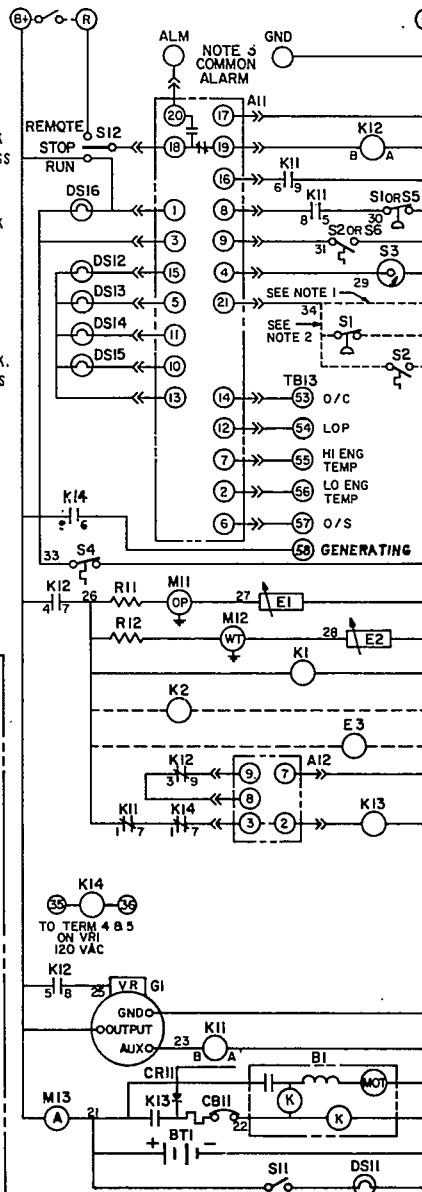 B+ R
ALM NOTE 3 GND
COMMON
ALARM
A11
20 17
REMOTE S12
STOP 18 19 K12
RUN B A
16 K11
6 9
DS16 1 8 K11 S1 OR S5
8 5 30
3 9 S2 OR S6
31
DS12 15 4 S3
29
DS13 5 21 SEE NOTE 1
34
DS14 11 SEE S1
NOTE 2
DS15 10 S2
TB13
13 14 53 O/C
12 54 LOP
7 55 HI ENG
TEMP
2 56 LO ENG
TEMP
K14 6 57 O/S
6
58 GENERATING
33 S4
K12 R11 M11
4 7 26 OP 27 E1
R12 M12
WT 28 E2
K1
K2
E3
K12 A12
3 9 9 7
8
K11 K14 K13
1 7 1 7 3 2
K14
35 36
TO TERM 4 & 5
ON VR1
120 VAC
K12
5 8 25 VR G1
GND
OUTPUT K11
AUX 23 B A
CR11 B1
MOT
M13 K13 CB11 K
A 21 22 K
+ BT1 -
S11 DS11